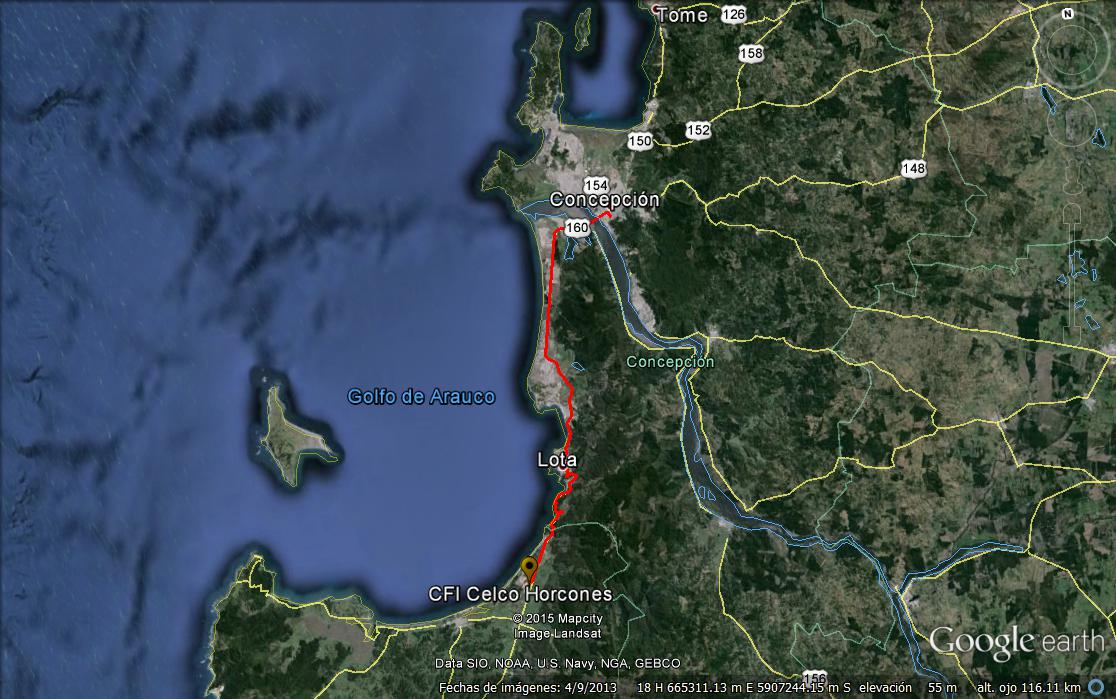 Tome
126
N
158
150
152
148
154
Concepción
160
Concepción
Golfo de Arauco
Lota
CFI Celco Horcones
© 2015 Mapcity
Image Landsat
Google earth
Data SIO, NOAA, U.S. Navy, NGA, GEBCO
156
Fechas de imágenes: 4/9/2013 18 H 665311.13 m E 5907244.15 m S elevación 55 m alt. ojo 116.11 km